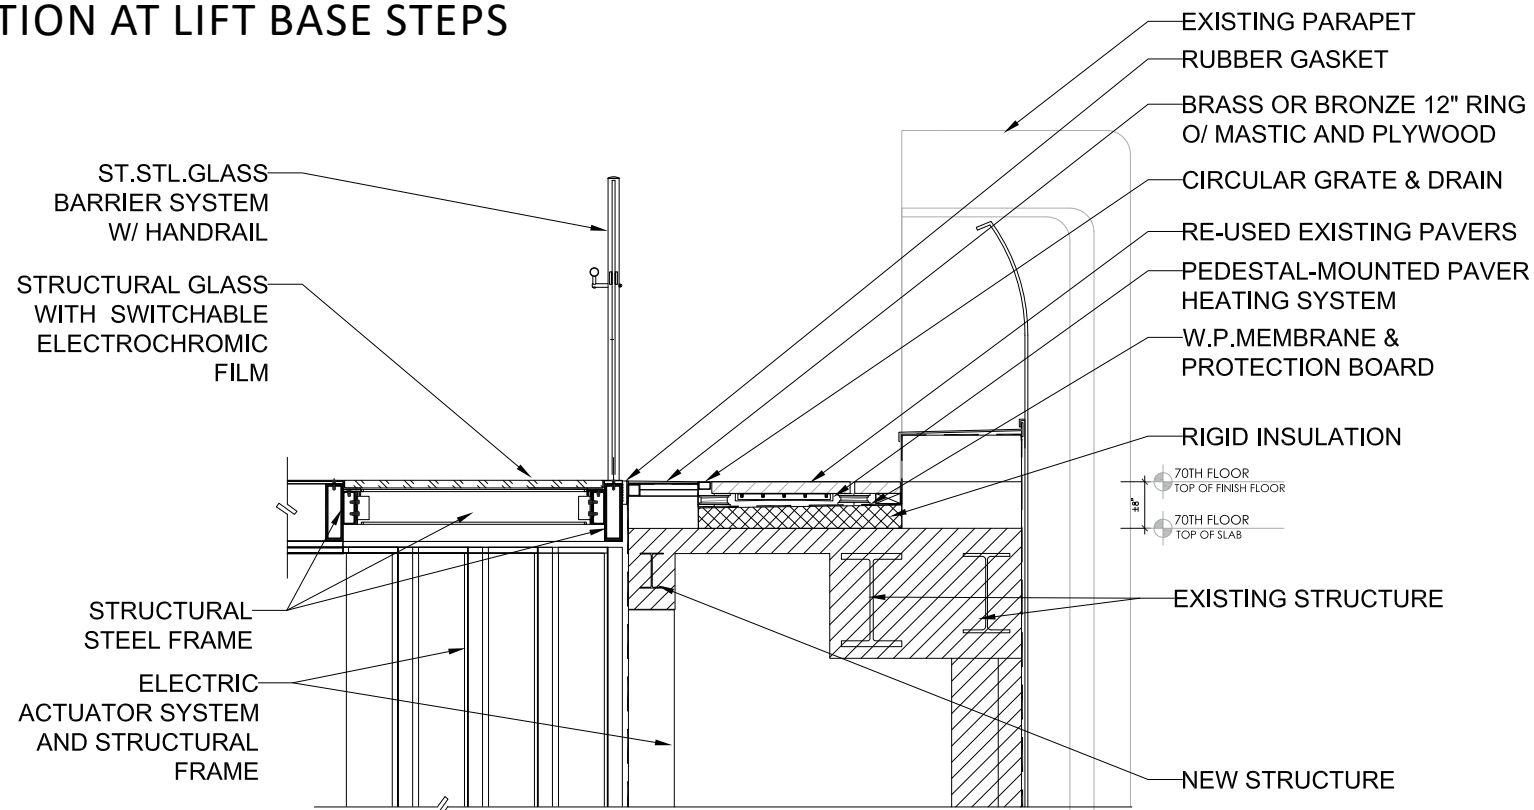 TION AT LIFT BASE STEPS
ST.STL.GLASS
BARRIER SYSTEM
W/ HANDRAIL
STRUCTURAL GLASS
WITH SWITCHABLE
ELECTROCHROMIC
FILM
STRUCTURAL
STEEL FRAME
ELECTRIC
ACTUATOR SYSTEM
AND STRUCTURAL
FRAME
EXISTING PARAPET
RUBBER GASKET
BRASS OR BRONZE 12" RING
O/ MASTIC AND PLYWOOD
CIRCULAR GRATE & DRAIN
RE-USED EXISTING PAVERS
PEDESTAL-MOUNTED PAVER
HEATING SYSTEM
W.P.MEMBRANE &
PROTECTION BOARD
RIGID INSULATION
70TH FLOOR
TOP OF FINISH FLOOR
±8"
70TH FLOOR
TOP OF SLAB
EXISTING STRUCTURE
NEW STRUCTURE